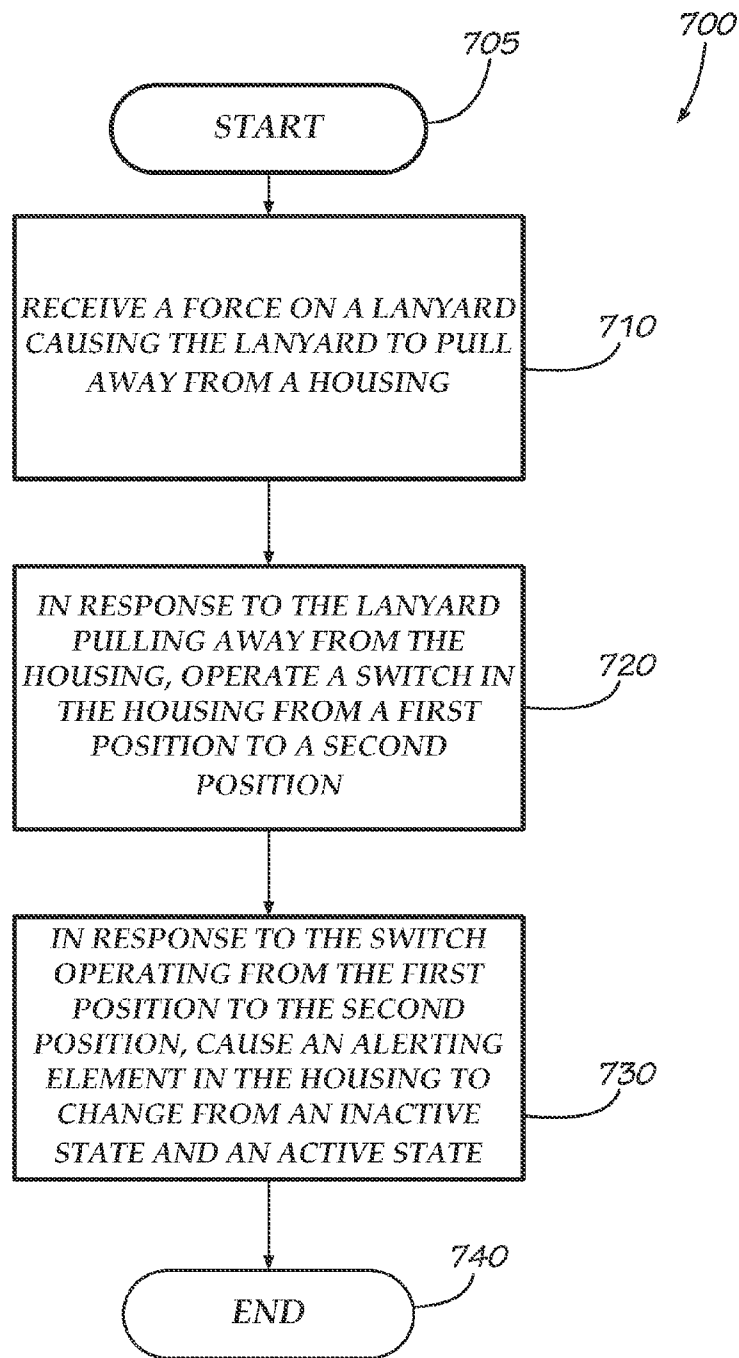 700
705
START
RECEIVE A FORCE ON A LANYARD
CAUSING THE LANYARD TO PULL
AWAY FROM A HOUSING
710
IN RESPONSE TO THE LANYARD
PULLING AWAY FROM THE
HOUSING, OPERATE A SWITCH IN
THE HOUSING FROM A FIRST
POSITION TO A SECOND
POSITION
720
IN RESPONSE TO THE SWITCH
OPERATING FROM THE FIRST
POSITION TO THE SECOND
POSITION, CAUSE AN ALERTING
ELEMENT IN THE HOUSING TO
CHANGE FROM AN INACTIVE
STATE AND AN ACTIVE STATE
730
740
END